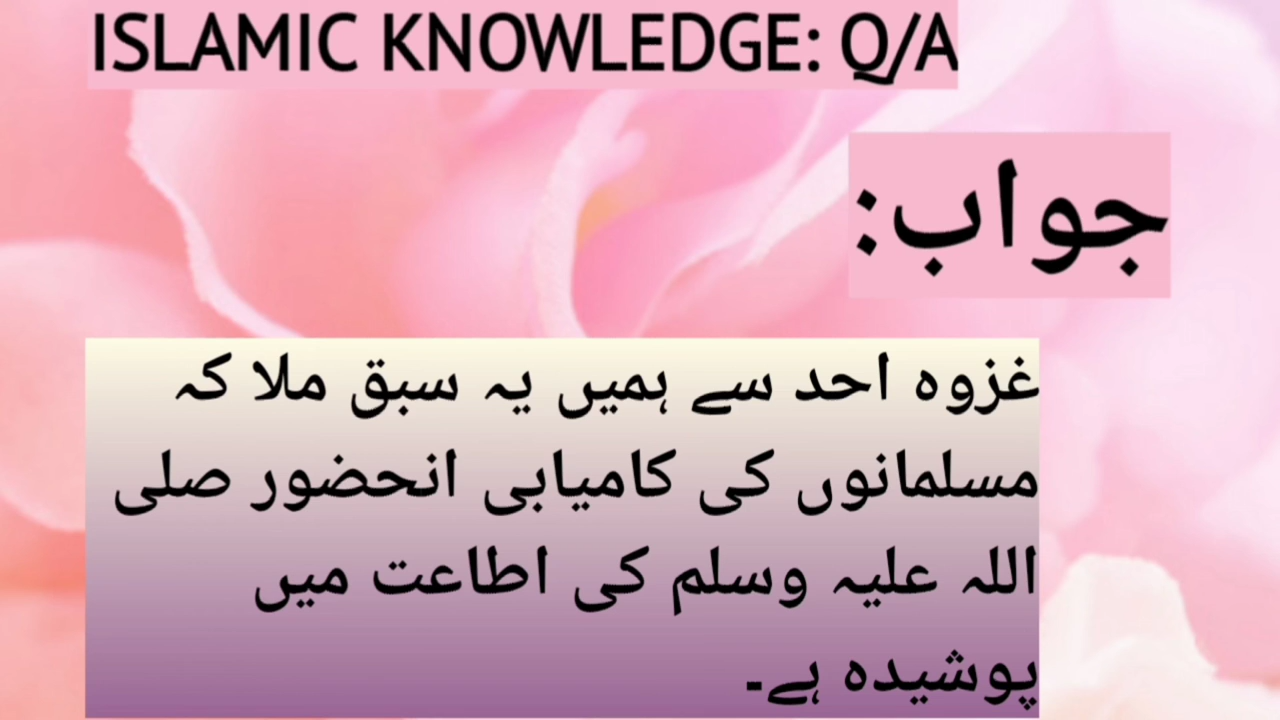 ISLAMIC KNOWLEDGE: Q/A
جواب:
غزوہ احد سے ہمیں یہ سبق ملا کہ
مسلمانوں کی کامیابی انحضور صلی
اللہ علیہ وسلم کی اطاعت میں
پوشیدہ ہے۔